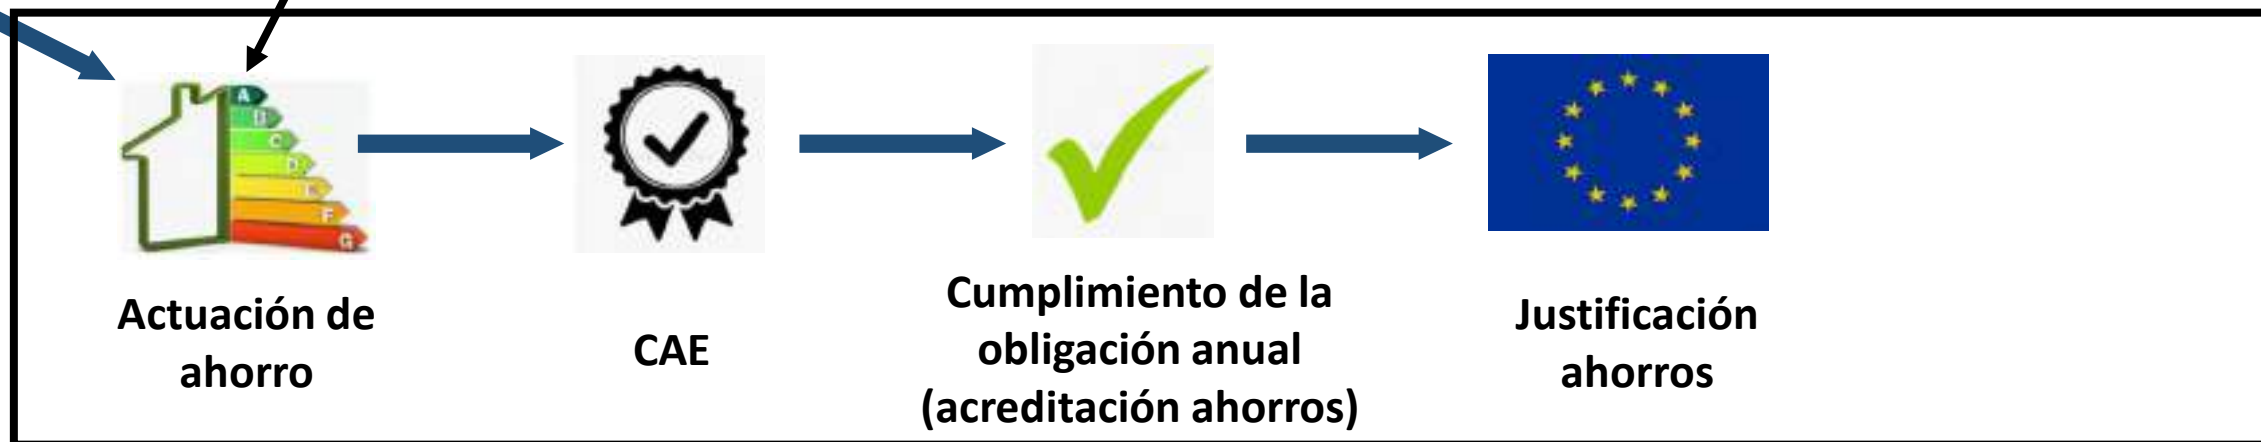 A
B
C
D
F
G
Actuación de
ahorro
CAE
Cumplimiento de la
obligación anual
(acreditación ahorros)
Justificación
ahorros